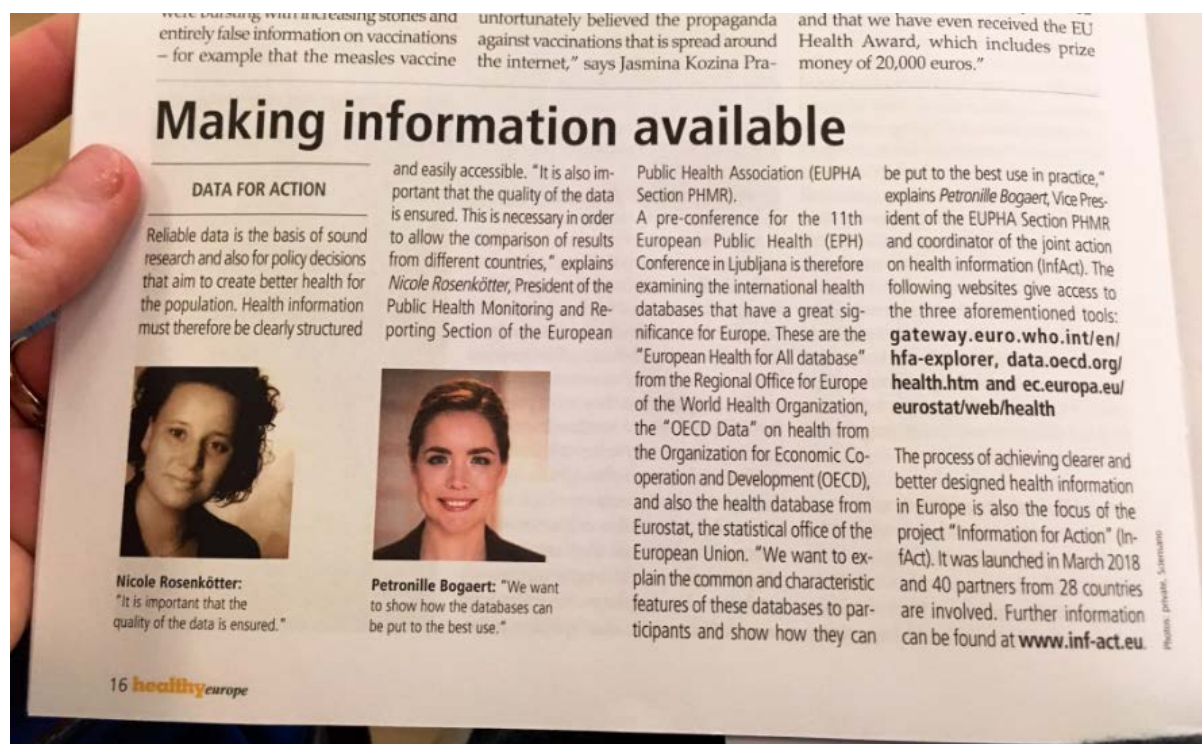 were bursting with increasing stories and
entirely false information on vaccinations
– for example that the measles vaccine
unfortunately believed the propaganda
against vaccinations that is spread around
the internet,” says Jasmina Kozina Pra-
and that we have even received the EU
Health Award, which includes prize
money of 20,000 euros.”
Making information available
DATA FOR ACTION
Reliable data is the basis of sound
research and also for policy decisions
that aim to create better health for
the population. Health information
must therefore be clearly structured
and easily accessible. “It is also im-
portant that the quality of the data
is ensured. This is necessary in order
to allow the comparison of results
from different countries,” explains
Nicole Rosenkötter, President of the
Public Health Monitoring and Re-
porting Section of the European
Public Health Association (EUPHA
Section PHMR).
A pre-conference for the 11th
European Public Health (EPH)
Conference in Ljubljana is therefore
examining the international health
databases that have a great sig-
nificance for Europe. These are the
“European Health for All database”
from the Regional Office for Europe
of the World Health Organization,
the “OECD Data” on health from
the Organization for Economic Co-
operation and Development (OECD),
and also the health database from
Eurostat, the statistical office of the
European Union. “We want to ex-
plain the common and characteristic
features of these databases to par-
ticipants and show how they can
be put to the best use in practice,”
explains Petronille Bogaert, Vice Pres-
ident of the EUPHA Section PHMR
and coordinator of the joint action
on health information (InfAct). The
following websites give access to
the three aforementioned tools:
gateway.euro.who.int/en/
hfa-explorer, data.oecd.org/
health.htm and ec.europa.eu/
eurostat/web/health
The process of achieving clearer and
better designed health information
in Europe is also the focus of the
project “Information for Action” (In-
fAct). It was launched in March 2018
and 40 partners from 28 countries
are involved. Further information
can be found at www.inf-act.eu.
Nicole Rosenkötter:
“It is important that the
quality of the data is ensured.”
Petronille Bogaert: “We want
to show how the databases can
be put to the best use.”
Photos: private, Sciensano
16 healthy europe